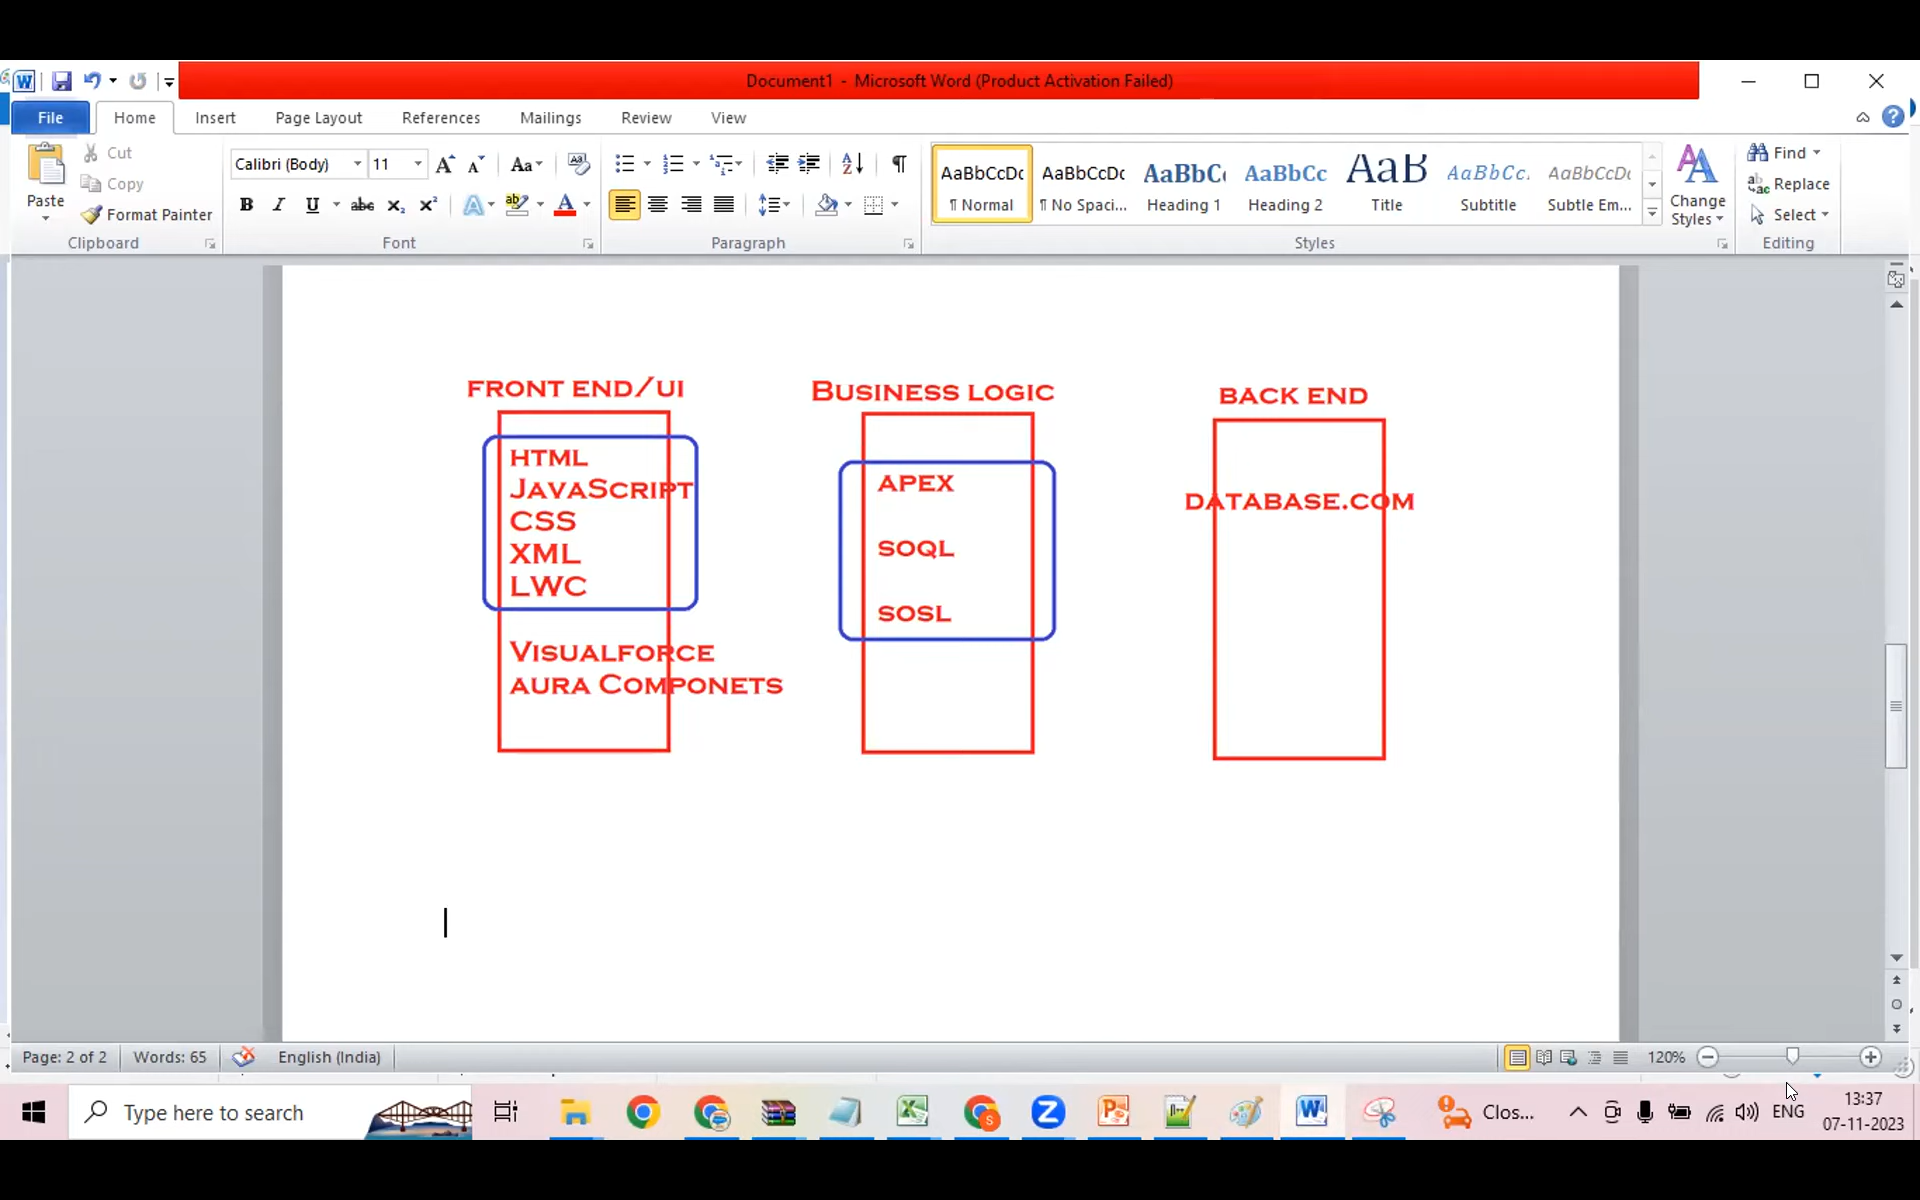 Document1 - Microsoft Word (Product Activation Failed)
File Home Insert Page Layout References Mailings Review View
Cut
Copy
Format Painter
Paste
Clipboard
Calibri (Body) 11
Font
Paragraph
AaBbCcDc AaBbCcDc AaBbC AaBbCc AaB AaBbCc. AaBbCcDc
¶ Normal ¶ No Spaci... Heading 1 Heading 2 Title Subtitle Subtle Em...
Styles
Change Styles
Find
Replace
Select
Editing
FRONT END/UI
HTML
JAVASCRIPT
CSS
XML
LWC
VISUALFORCE
AURA COMPONETS
BUSINESS LOGIC
APEX
SOQL
SOSL
BACK END
DATABASE.COM
Page: 2 of 2 Words: 65 English (India) 120%
Type here to search
Clos...
ENG
13:37
07-11-2023